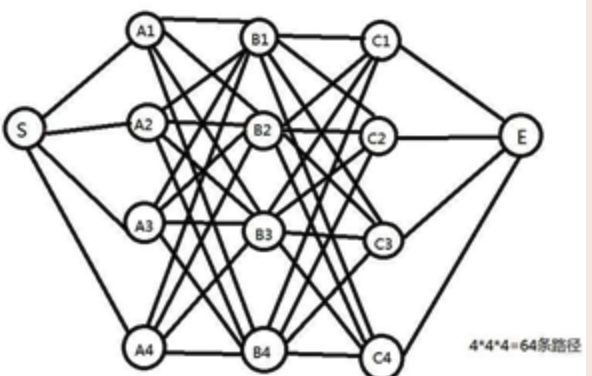 A1 B1 C1
S A2 B2 C2 E
A3 B3 C3
A4 B4 C4
4*4*4=64条路径